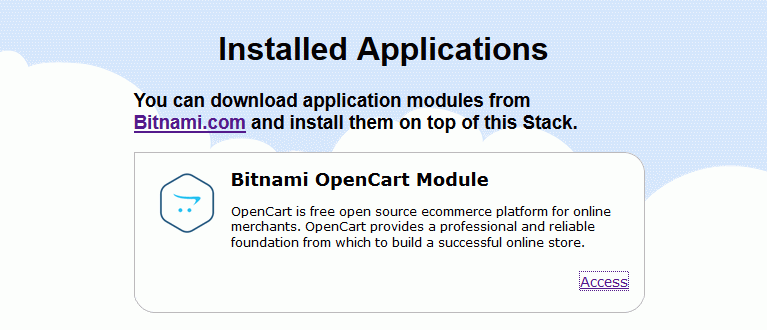 Installed Applications
You can download application modules from
Bitnami.com and install them on top of this Stack.
Bitnami OpenCart Module
OpenCart is free open source ecommerce platform for online
merchants. OpenCart provides a professional and reliable
foundation from which to build a successful online store.
Access